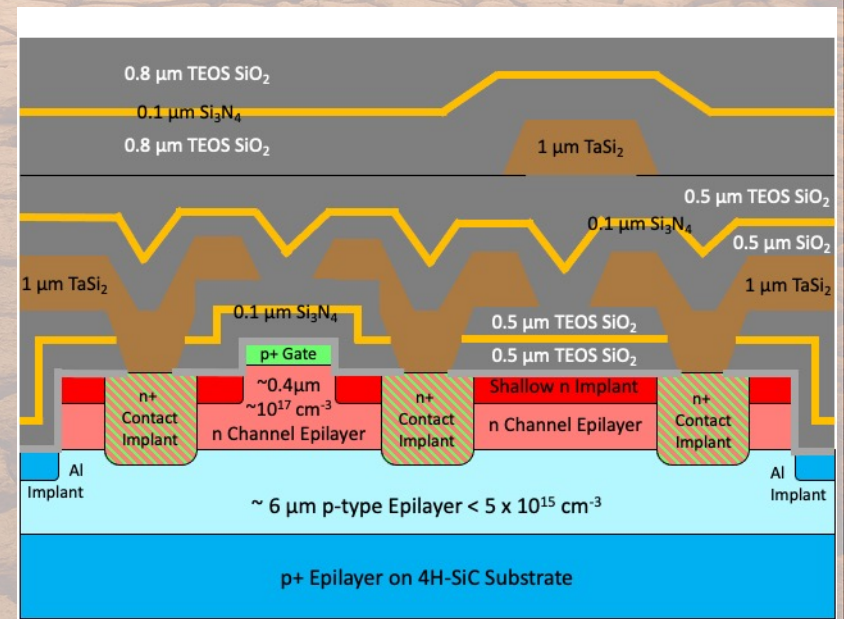 0.8 μm TEOS SiO₂
0.1 μm Si₃N₄
0.8 μm TEOS SiO₂
1 μm TaSi₂
0.5 μm TEOS SiO₂
0.1 μm Si₃N₄
0.5 μm SiO₂
1 μm TaSi₂
1 μm TaSi₂
0.1 μm Si₃N₄
0.5 μm TEOS SiO₂
p+ Gate
0.5 μm TEOS SiO₂
~0.4μm
~10¹⁷ cm⁻³
n Channel Epilayer
n+
Contact
Implant
n+
Contact
Implant
Shallow n Implant
n Channel Epilayer
n+
Contact
Implant
Al
Implant
Al
Implant
~ 6 μm p-type Epilayer < 5 x 10¹⁵ cm⁻³
p+ Epilayer on 4H-SiC Substrate